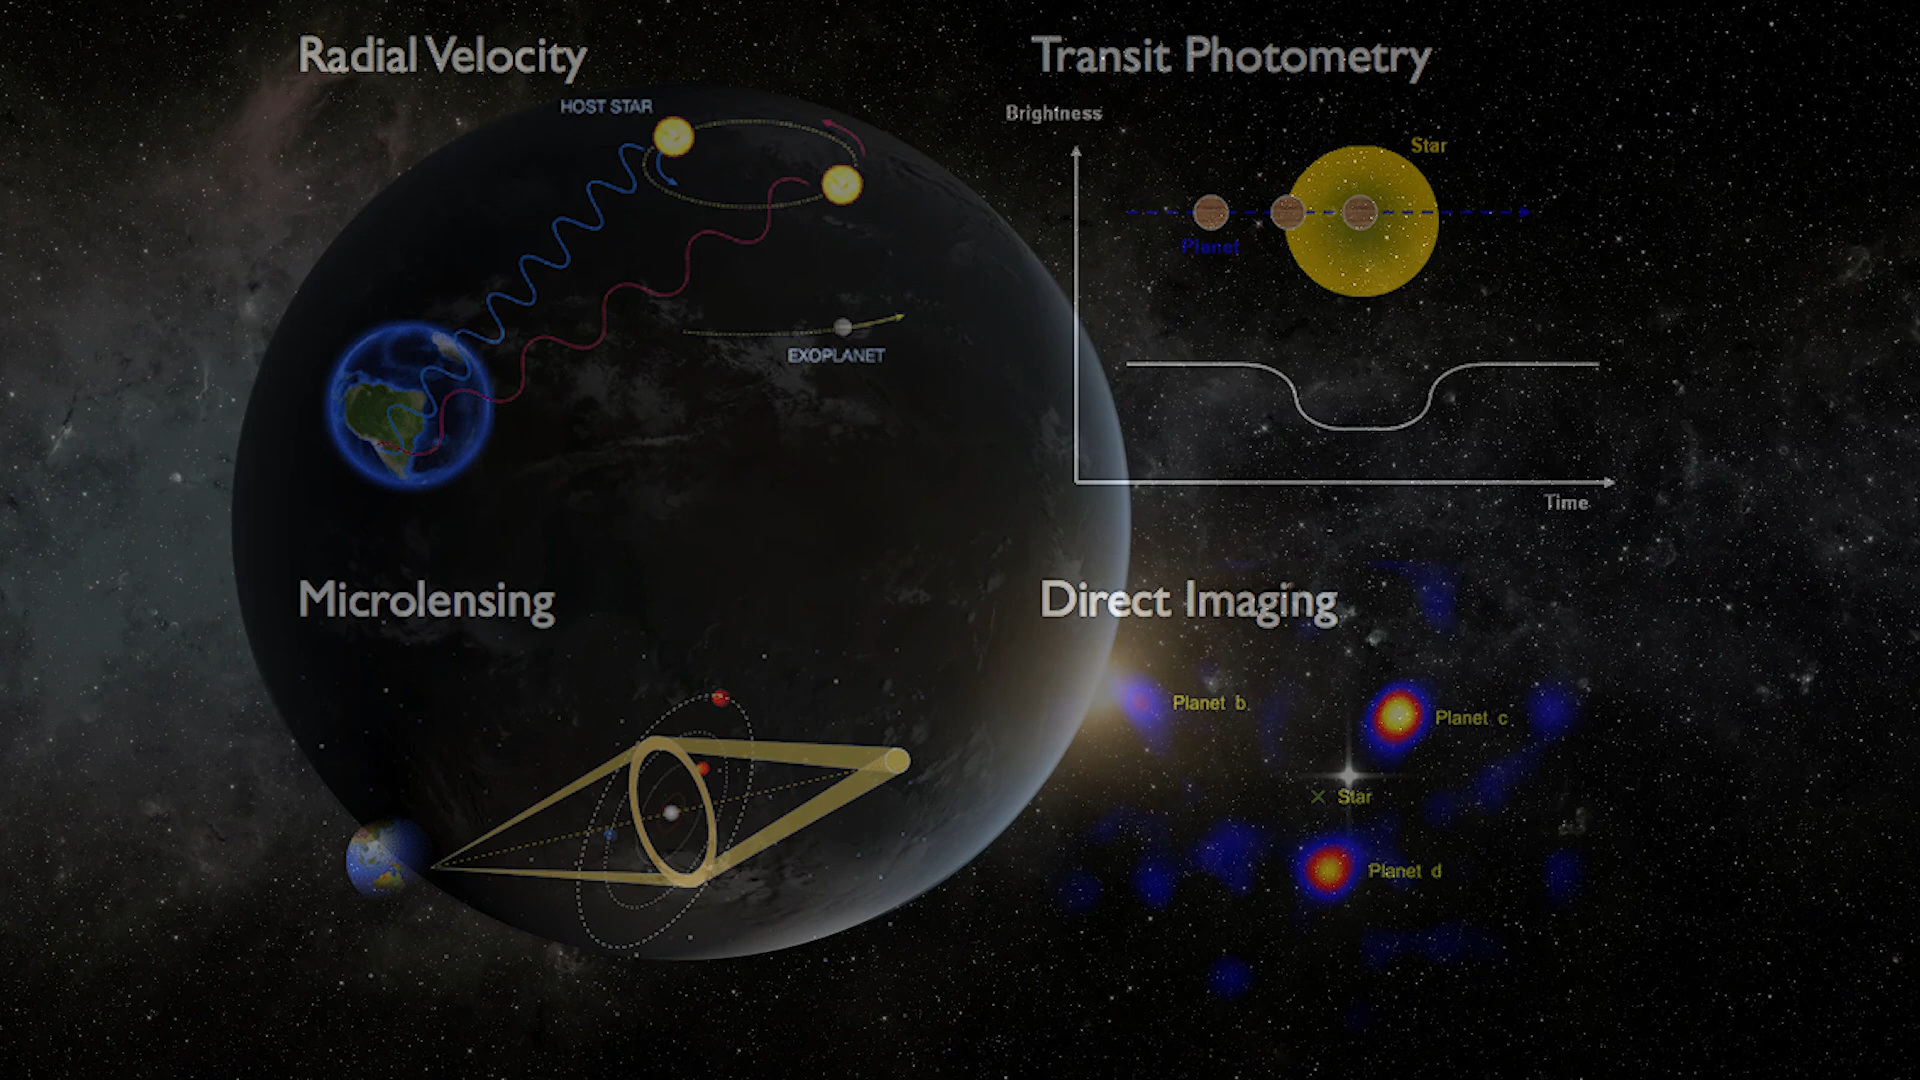 Radial Velocity
HOST STAR
EXOPLANET
Transit Photometry
Brightness
Star
Planet
Time
Microlensing
Direct Imaging
Planet b
Planet c
Star
Planet d